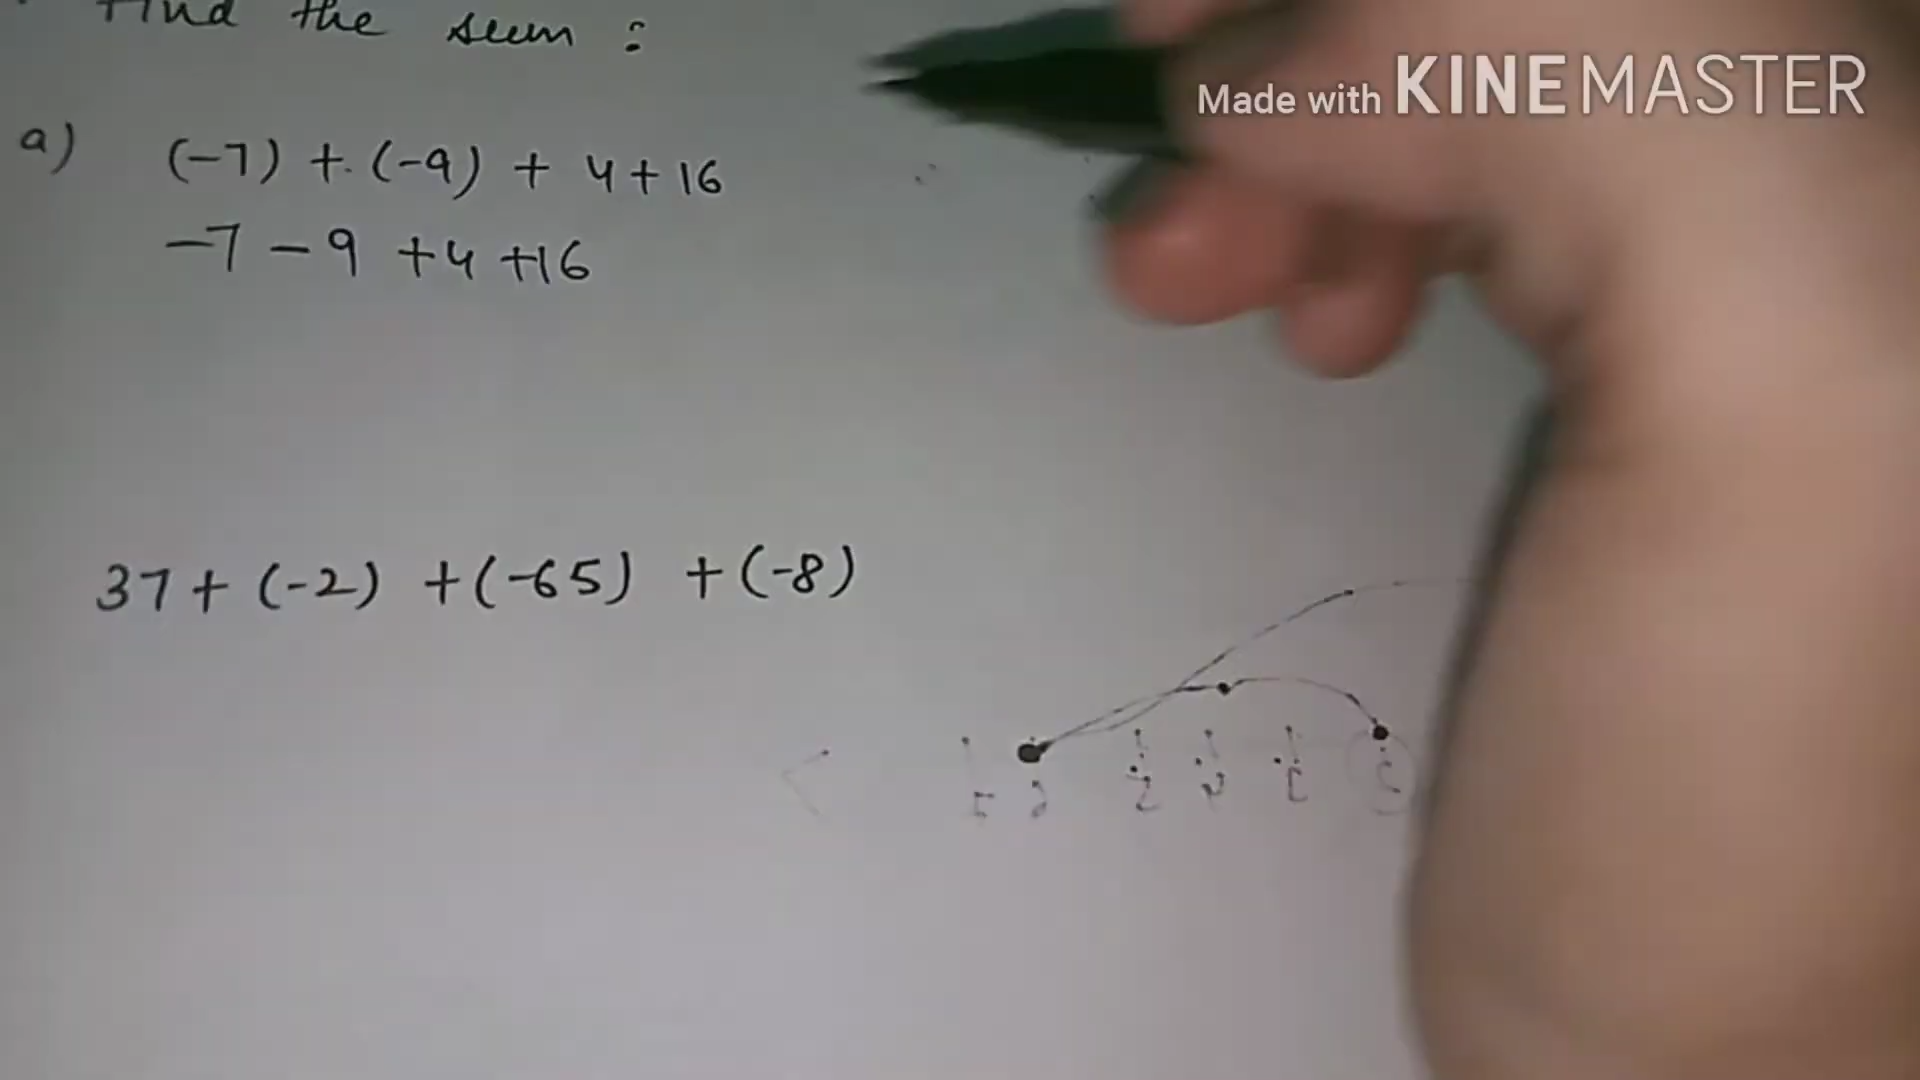 Find the sum :
Made with KINEMASTER
a) (-7) + (-9) + 4 + 16
-7 - 9 +4 +16
37 + (-2) + (-65) + (-8)